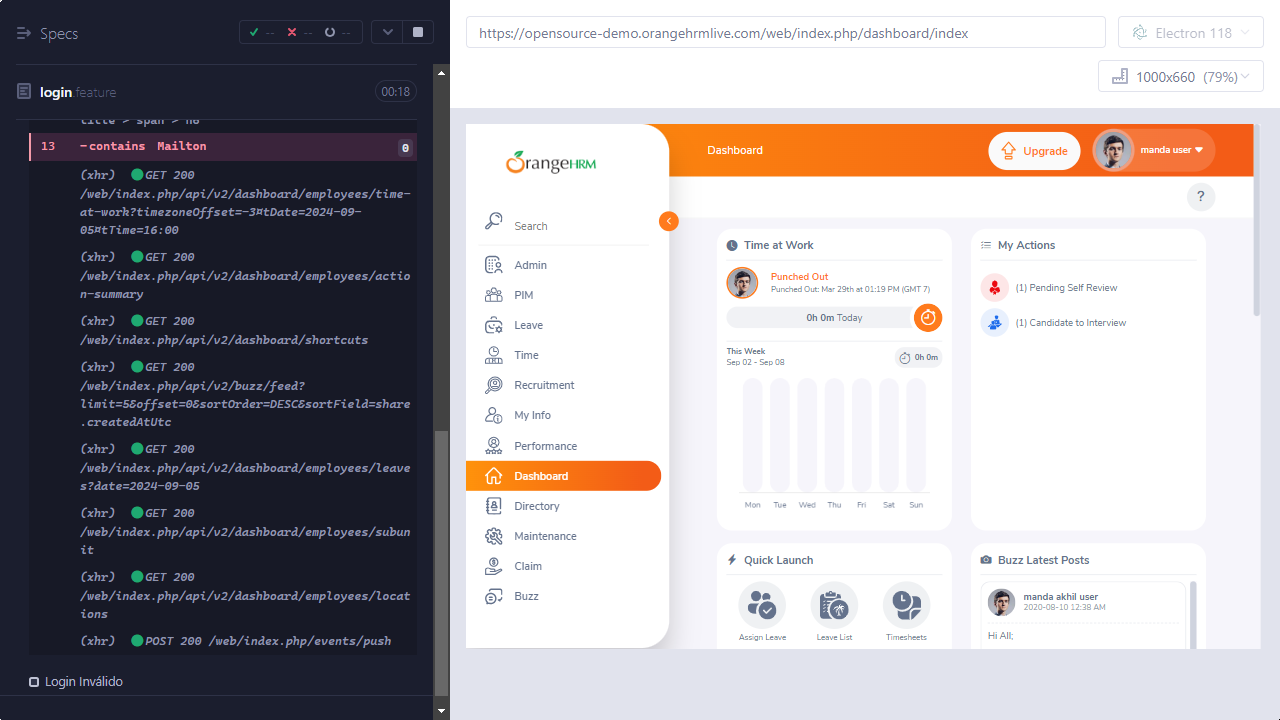 Specs
-- -- --
login.feature
00:18
title > span > h6
13 -contains Mailton 0
(xhr) GET 200
/web/index.php/api/v2/dashboard/employees/time-
at-work?timezoneOffset=-3¤tDate=2024-09-
05¤tTime=16:00
(xhr) GET 200
/web/index.php/api/v2/dashboard/employees/actio
n-summary
(xhr) GET 200
/web/index.php/api/v2/dashboard/shortcuts
(xhr) GET 200
/web/index.php/api/v2/buzz/feed?
limit=5&offset=0&sortOrder=DESC&sortField=share
.createdAtUtc
(xhr) GET 200
/web/index.php/api/v2/dashboard/employees/leave
s?date=2024-09-05
(xhr) GET 200
/web/index.php/api/v2/dashboard/employees/subun
it
(xhr) GET 200
/web/index.php/api/v2/dashboard/employees/locat
ions
(xhr) POST 200 /web/index.php/events/push
Login Inválido
https://opensource-demo.orangehrmlive.com/web/index.php/dashboard/index
Electron 118
1000x660 (79%)
OrangeHRM
Search
Admin
PIM
Leave
Time
Recruitment
My Info
Performance
Dashboard
Directory
Maintenance
Claim
Buzz
Dashboard
Upgrade
manda user
?
Time at Work
Punched Out
Punched Out: Mar 29th at 01:19 PM (GMT 7)
0h 0m Today
This Week
Sep 02 - Sep 08
0h 0m
Mon Tue Wed Thu Fri Sat Sun
My Actions
(1) Pending Self Review
(1) Candidate to Interview
Quick Launch
Assign Leave
Leave List
Timesheets
Buzz Latest Posts
manda akhil user
2020-08-10 12:38 AM
Hi All;